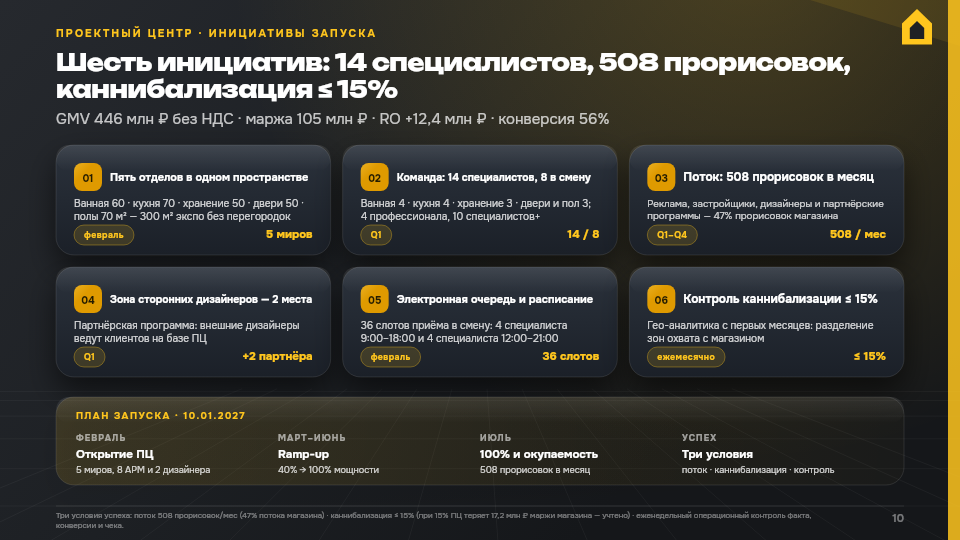 ПРОЕКТНЫЙ ЦЕНТР · ИНИЦИАТИВЫ ЗАПУСКА
Шесть инициатив: 14 специалистов, 508 прорисовок,
каннибализация ≤ 15%
GMV 446 млн ₽ без НДС · маржа 105 млн ₽ · RO +12,4 млн ₽ · конверсия 56%
01 Пять отделов в одном пространстве
Ванная 60 · кухня 70 · хранение 50 · двери 50 ·
полы 70 м² — 300 м² экспо без перегородок
февраль 5 миров
02 Команда: 14 специалистов, 8 в смену
Ванная 4 · кухня 4 · хранение 3 · двери и пол 3;
4 профессионала, 10 специалистов+
Q1 14 / 8
03 Поток: 508 прорисовок в месяц
Реклама, застройщики, дизайнеры и партнёрские
программы — 47% прорисовок магазина
Q1–Q4 508 / мес
04 Зона сторонних дизайнеров — 2 места
Партнёрская программа: внешние дизайнеры
ведут клиентов на базе ПЦ
Q1 +2 партнёра
05 Электронная очередь и расписание
36 слотов приёма в смену: 4 специалиста
9:00–18:00 и 4 специалиста 12:00–21:00
февраль 36 слотов
06 Контроль каннибализации ≤ 15%
Гео-аналитика с первых месяцев: разделение
зон охвата с магазином
ежемесячно ≤ 15%
ПЛАН ЗАПУСКА · 10.01.2027
ФЕВРАЛЬ
Открытие ПЦ
5 миров, 8 АРМ и 2 дизайнера
МАРТ–ИЮНЬ
Ramp-up
40% → 100% мощности
ИЮЛЬ
100% и окупаемость
508 прорисовок в месяц
УСПЕХ
Три условия
поток · каннибализация · контроль
Три условия успеха: поток 508 прорисовок/мес (47% потока магазина) · каннибализация ≤ 15% (при 15% ПЦ теряет 17,2 млн ₽ маржи магазина — учтено) · еженедельный операционный контроль факта,
конверсии и чека.
10